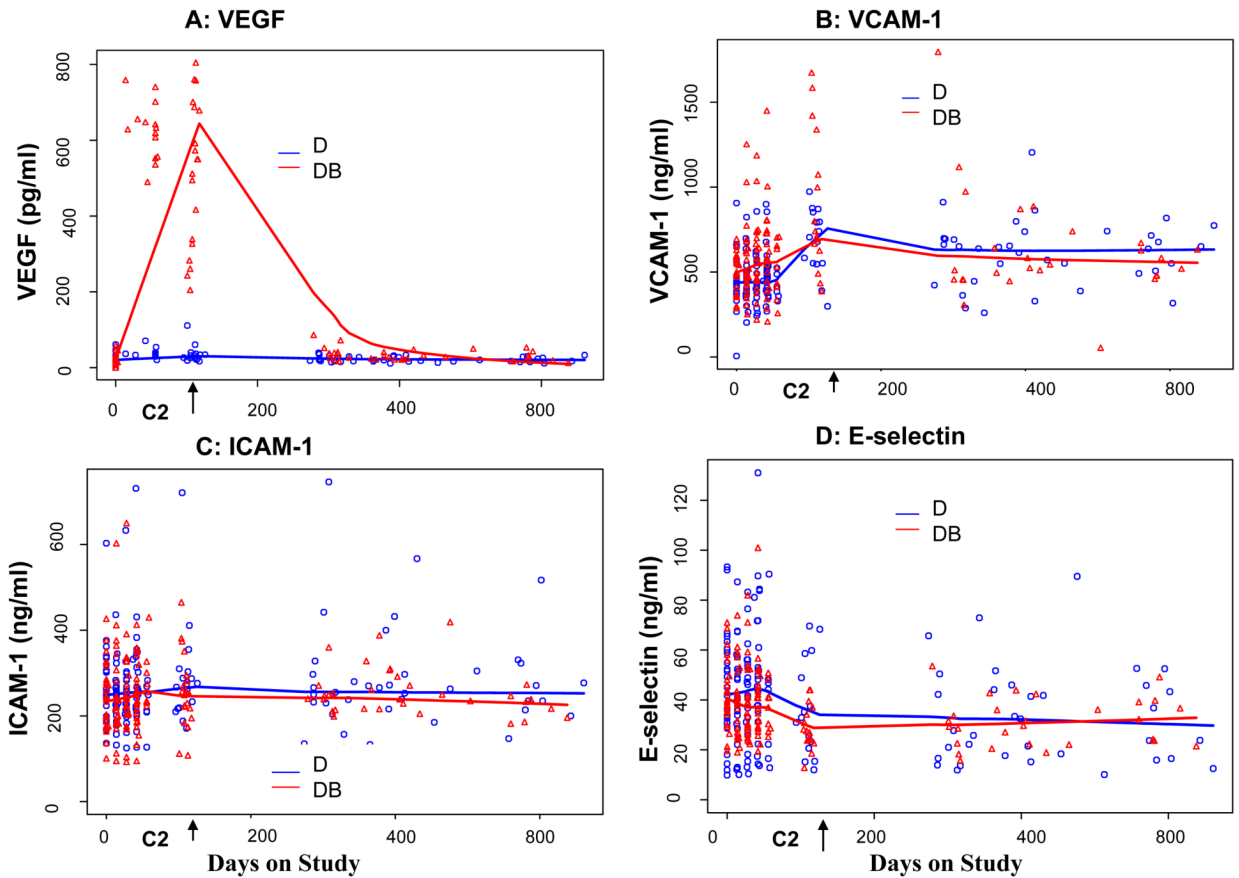 A: VEGF
VEGF (pg/ml)
800
600
400
200
0
D
DB
0
C2
200
400
800
B: VCAM-1
VCAM-1 (ng/ml)
1500
1000
500
0
D
DB
0
C2
200
400
800
C: ICAM-1
ICAM-1 (ng/ml)
600
400
200
0
D
DB
0
C2
200
400
800
Days on Study
D: E-selectin
E-selectin (ng/ml)
120
100
80
60
40
20
0
D
DB
0
C2
200
400
800
Days on Study